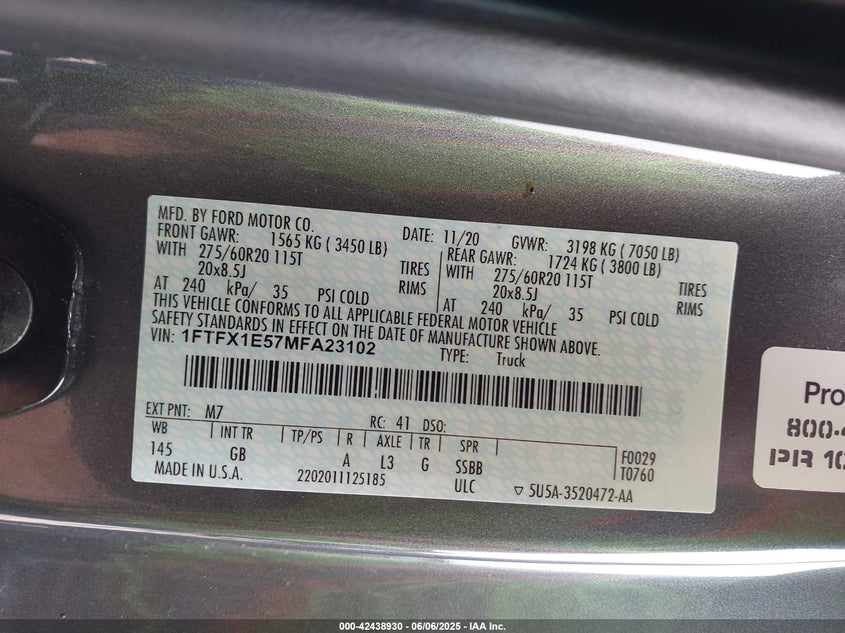 MFD. BY FORD MOTOR CO.
DATE: 11/20 GVWR: 3198 KG ( 7050 LB)
FRONT GAWR: 1565 KG ( 3450 LB) REAR GAWR: 1724 KG ( 3800 LB)
WITH 275/60R20 115T TIRES WITH 275/60R20 115T TIRES
20x8.5J RIMS 20x8.5J RIMS
AT 240 kPa/ 35 PSI COLD AT 240 kPa/ 35 PSI COLD
THIS VEHICLE CONFORMS TO ALL APPLICABLE FEDERAL MOTOR VEHICLE
SAFETY STANDARDS IN EFFECT ON THE DATE OF MANUFACTURE SHOWN ABOVE.
VIN: 1FTFX1E57MFA23102
TYPE: Truck
EXT PNT: M7 RC: 41 DSO:
WB INT TR TP/PS R AXLE TR SPR F0029
145 GB A L3 G SSBB T0760
MADE IN U.S.A. 2202011125185 ULC ▽ 5U5A-3520472-AA
Pro
800-
000-42438930 - 06/06/2025 - IAA Inc.